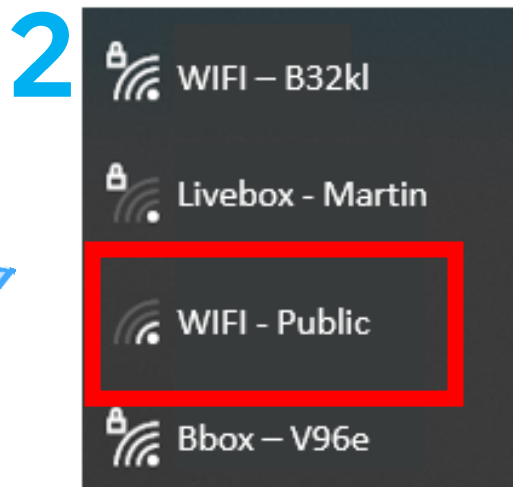 2
WIFI – B32kl
Livebox - Martin
WIFI - Public
Bbox – V96e